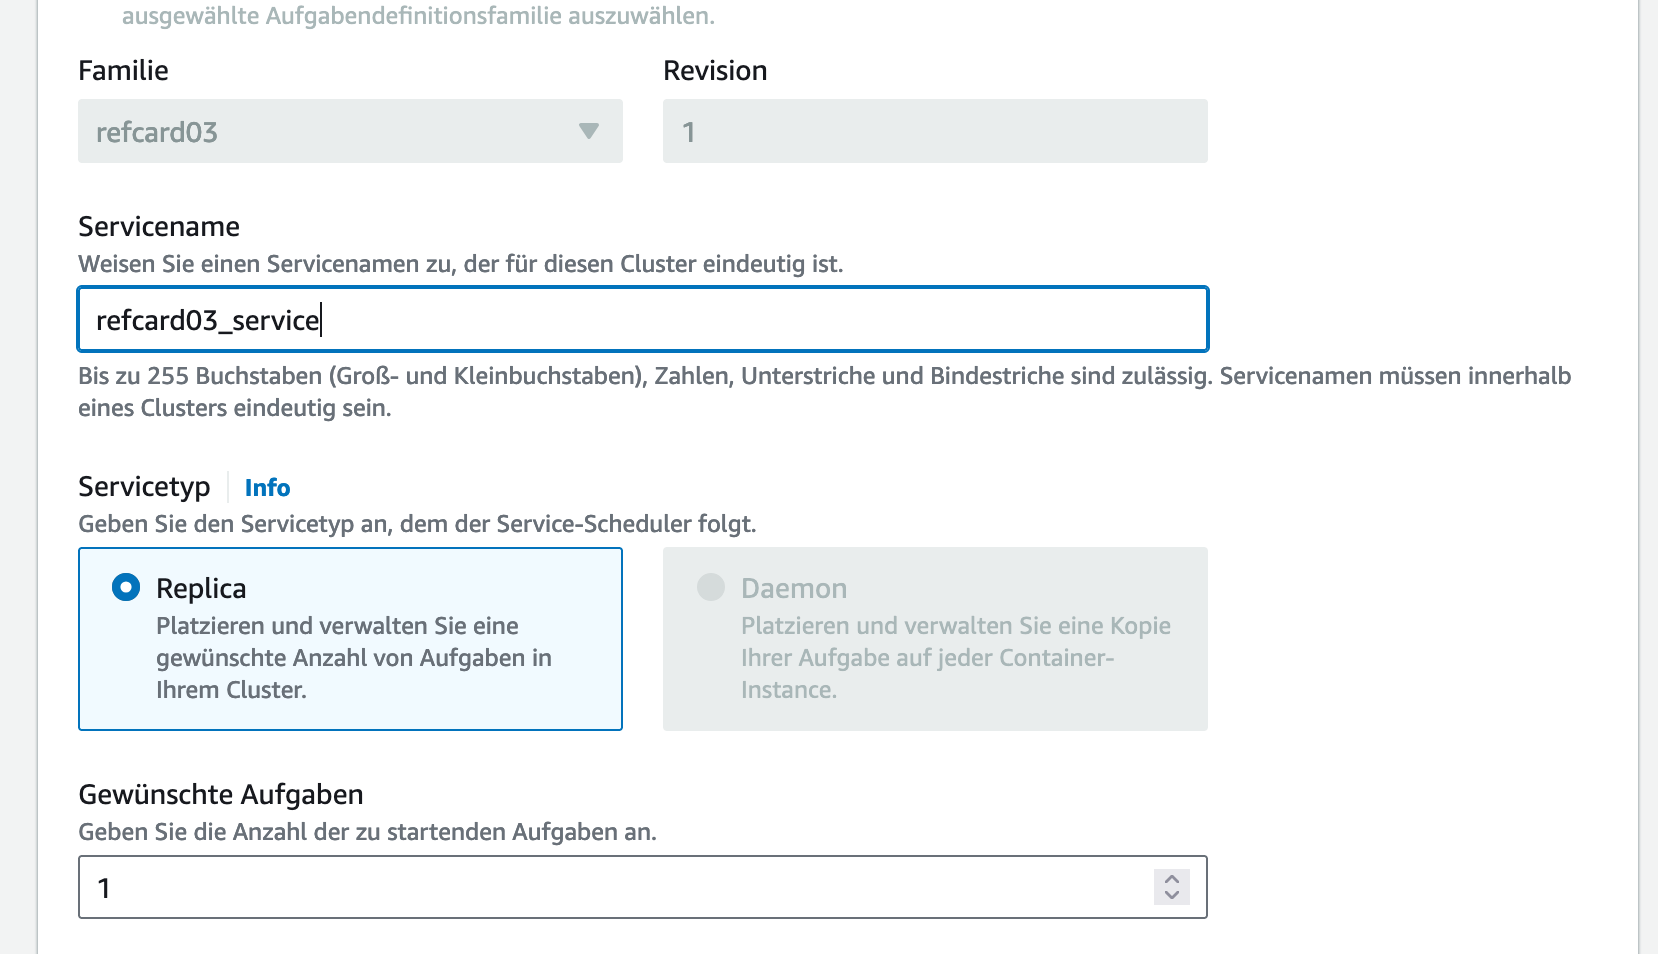 ausgewählte Aufgabendefinitionsfamilie auszuwählen.
Familie
Revision
refcard03
1
Servicename
Weisen Sie einen Servicenamen zu, der für diesen Cluster eindeutig ist.
refcard03_service
Bis zu 255 Buchstaben (Groß- und Kleinbuchstaben), Zahlen, Unterstriche und Bindestriche sind zulässig. Servicenamen müssen innerhalb
eines Clusters eindeutig sein.
Servicetyp
Info
Geben Sie den Servicetyp an, dem der Service-Scheduler folgt.
Replica
Platzieren und verwalten Sie eine
gewünschte Anzahl von Aufgaben in
Ihrem Cluster.
Daemon
Platzieren und verwalten Sie eine Kopie
Ihrer Aufgabe auf jeder Container-
Instance.
Gewünschte Aufgaben
Geben Sie die Anzahl der zu startenden Aufgaben an.
1